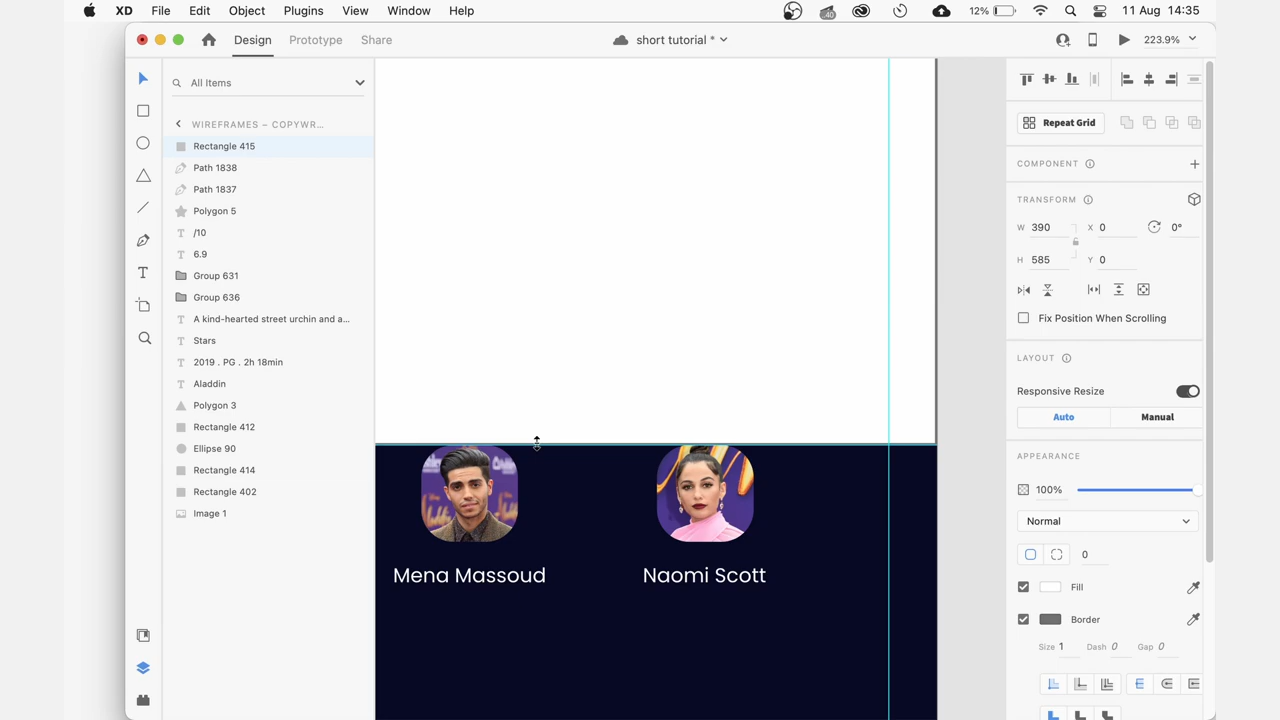 XD File Edit Object Plugins View Window Help 40 12% 11 Aug 14:35
Design Prototype Share short tutorial * 223.9%
All Items
WIREFRAMES – COPYWR...
Rectangle 415
Path 1838
Path 1837
Polygon 5
/10
6.9
Group 631
Group 636
A kind-hearted street urchin and a...
Stars
2019 . PG . 2h 18min
Aladdin
Polygon 3
Rectangle 412
Ellipse 90
Rectangle 414
Rectangle 402
Image 1
Mena Massoud
Naomi Scott
Repeat Grid
COMPONENT
TRANSFORM
W 390 X 0 0°
H 585 Y 0
Fix Position When Scrolling
LAYOUT
Responsive Resize
Auto Manual
APPEARANCE
100%
Normal
0
Fill
Border
Size 1 Dash 0 Gap 0